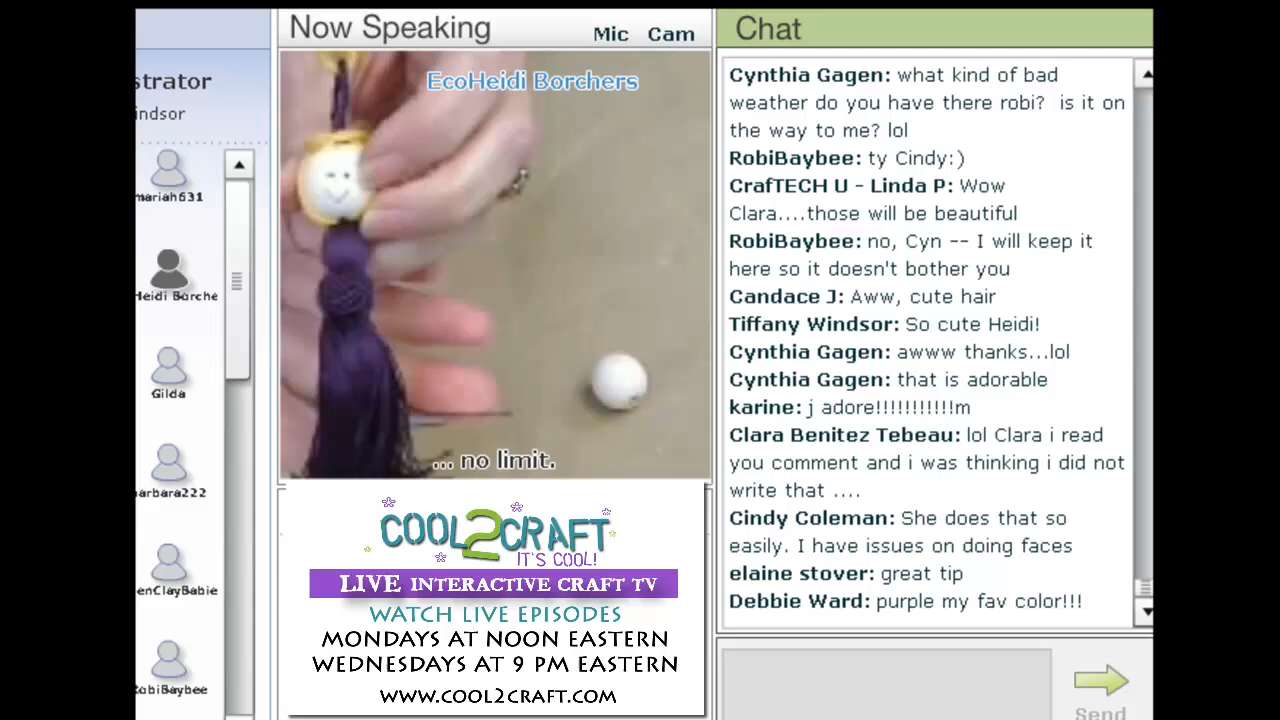 strator
indsor
mariah631
Heidi Borche
Gilda
arbara222
enClayBabie
RobiBaybee
Now Speaking
Mic Cam
EcoHeidi Borchers
... no limit.
COOL2CRAFT
IT'S COOL!
LIVE INTERACTIVE CRAFT TV
WATCH LIVE EPISODES
MONDAYS AT NOON EASTERN
WEDNESDAYS AT 9 PM EASTERN
WWW.COOL2CRAFT.COM
Chat
Cynthia Gagen: what kind of bad
weather do you have there robi? is it on
the way to me? lol
RobiBaybee: ty Cindy:)
CrafTECH U - Linda P: Wow
Clara....those will be beautiful
RobiBaybee: no, Cyn -- I will keep it
here so it doesn't bother you
Candace J: Aww, cute hair
Tiffany Windsor: So cute Heidi!
Cynthia Gagen: awww thanks...lol
Cynthia Gagen: that is adorable
karine: j adore!!!!!!!!!!!m
Clara Benitez Tebeau: lol Clara i read
you comment and i was thinking i did not
write that ....
Cindy Coleman: She does that so
easily. I have issues on doing faces
elaine stover: great tip
Debbie Ward: purple my fav color!!!
Send